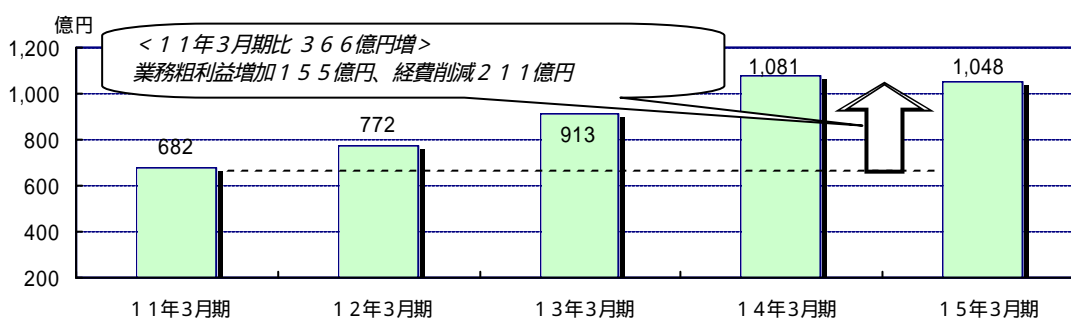 億円
1,200
1,000
800
600
400
200
<11年3月期比 366億円増>
業務粗利益増加155億円、経費削減211億円
682
772
913
1,081
1,048
11年3月期
12年3月期
13年3月期
14年3月期
15年3月期